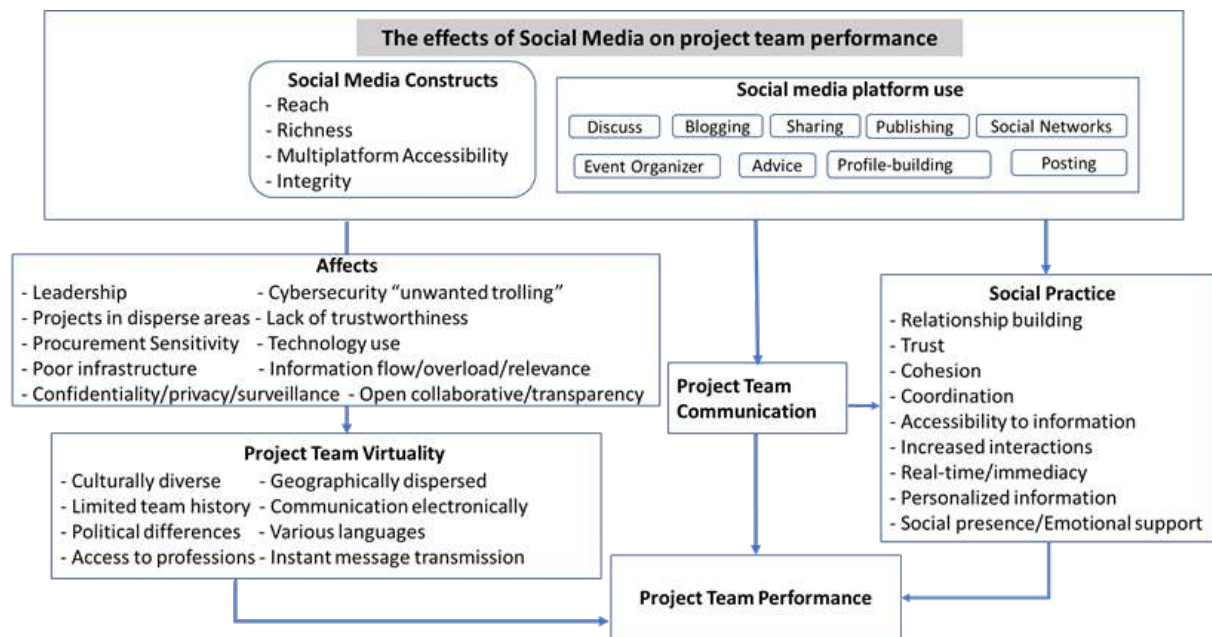 The effects of Social Media on project team performance
Social Media Constructs
- Reach
- Richness
- Multiplatform Accessibility
- Integrity
Social media platform use
Discuss Blogging Sharing Publishing Social Networks
Event Organizer Advice Profile-building Posting
Affects
- Leadership - Cybersecurity “unwanted trolling”
- Projects in disperse areas - Lack of trustworthiness
- Procurement Sensitivity - Technology use
- Poor infrastructure - Information flow/overload/relevance
- Confidentiality/privacy/surveillance - Open collaborative/transparency
Project Team Virtuality
- Culturally diverse - Geographically dispersed
- Limited team history - Communication electronically
- Political differences - Various languages
- Access to professions - Instant message transmission
Project Team
Communication
Social Practice
- Relationship building
- Trust
- Cohesion
- Coordination
- Accessibility to information
- Increased interactions
- Real-time/immediacy
- Personalized information
- Social presence/Emotional support
Project Team Performance